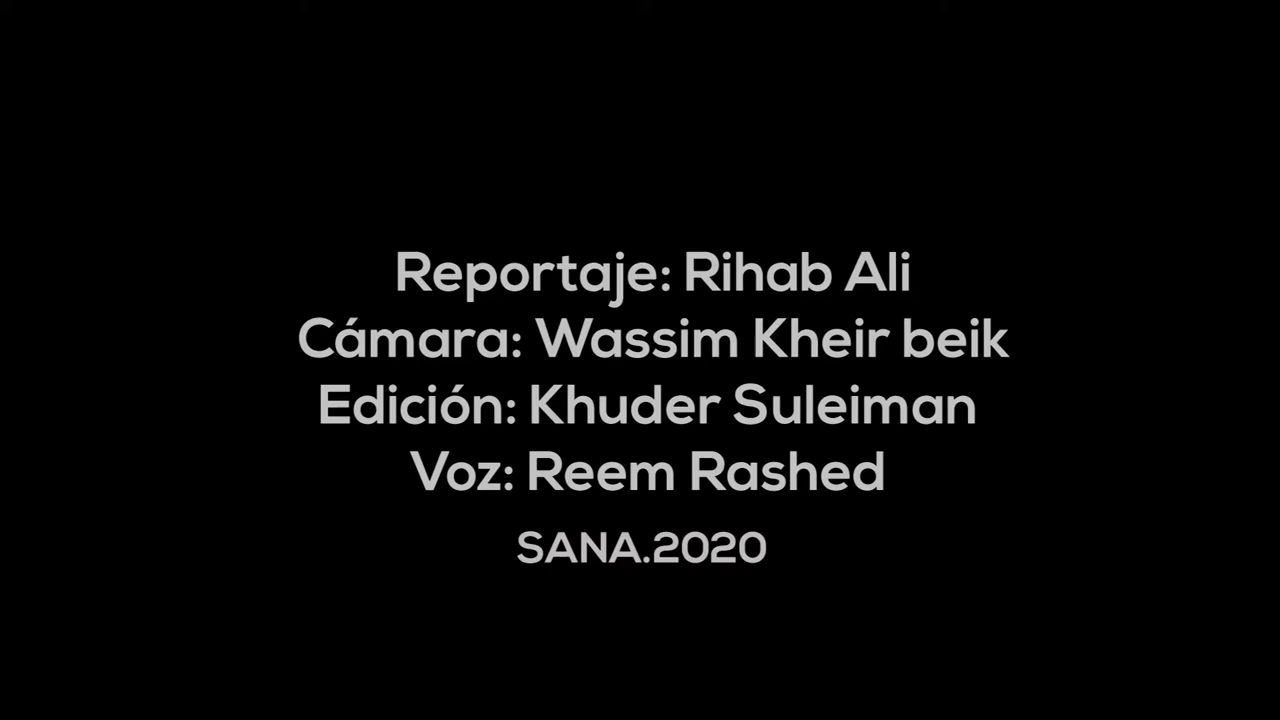 Reportaje: Rihab Ali
Cámara: Wassim Kheir beik
Edición: Khuder Suleiman
Voz: Reem Rashed
SANA.2020